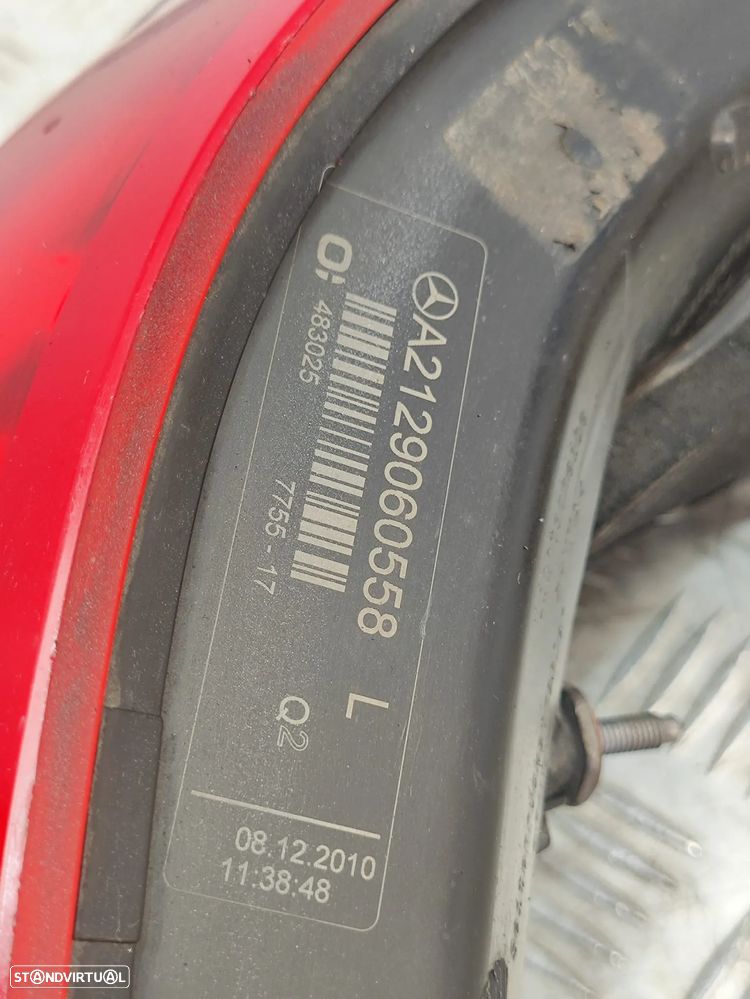 A2129060558 L
483025
7755-17
Q2
08.12.2010
11:38:48
STANDVIRTUAL